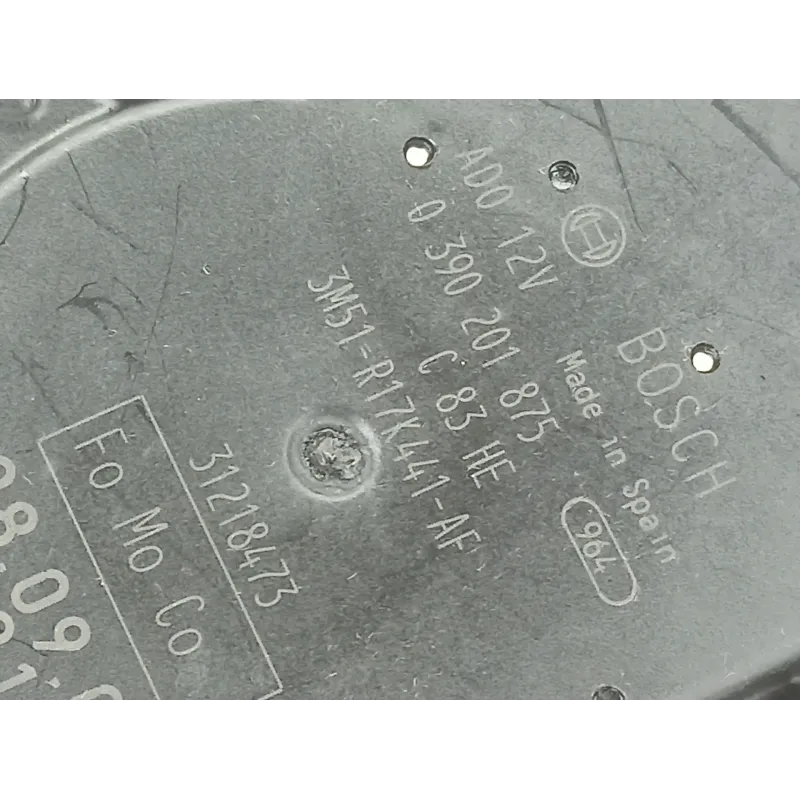 BOSCH
Made in Spain
964
ADO 12V
0 390 201 875
C 83 HE
3M51-R17K441-AF
31218473
Fo Mo Co